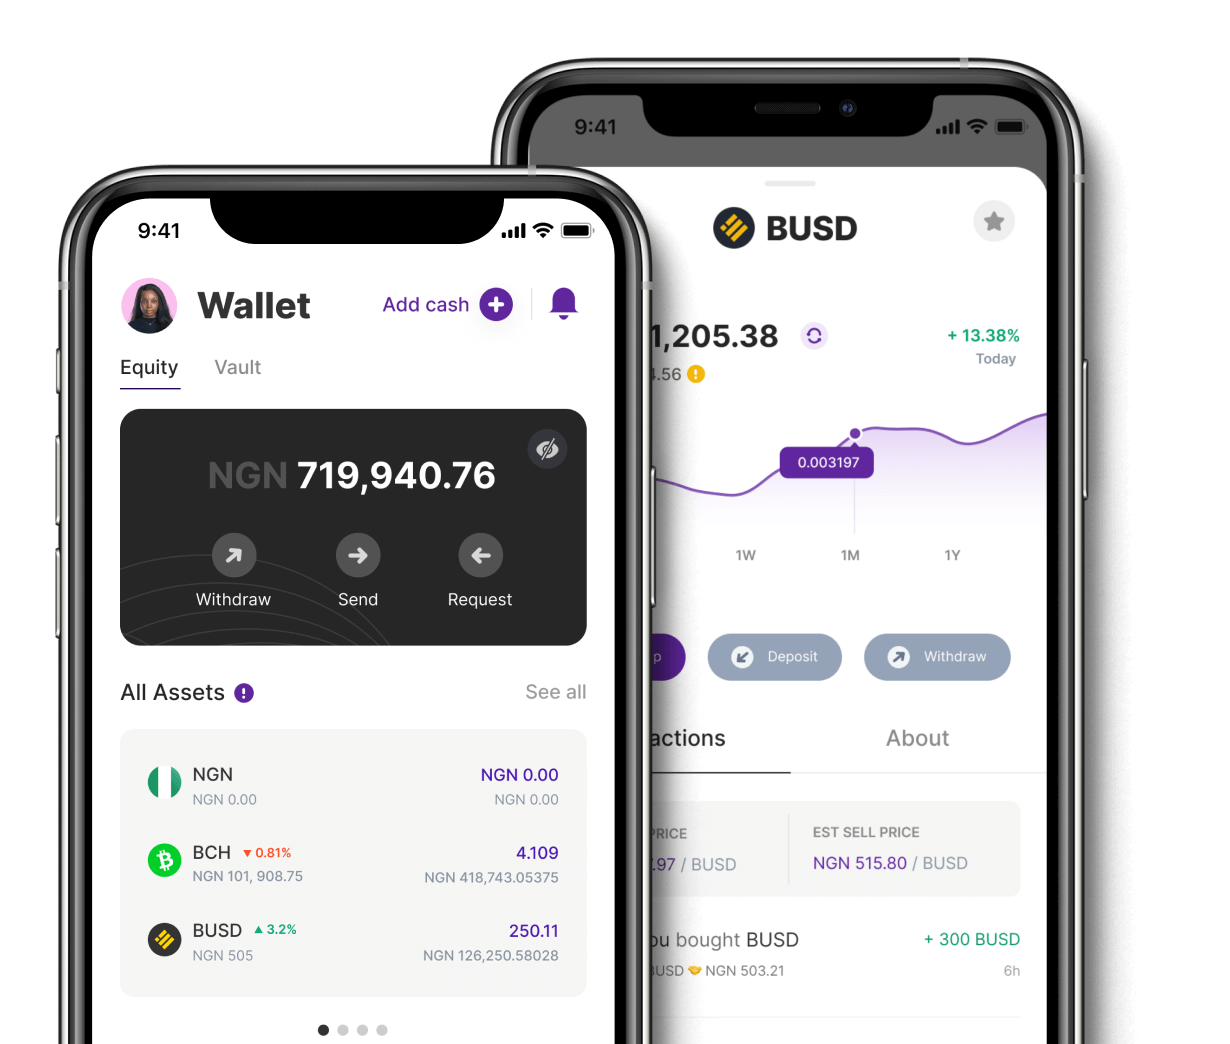 9:41
Wallet
Add cash
Equity
Vault
NGN 719,940.76
Withdraw
Send
Request
All Assets
See all
NGN
NGN 0.00
NGN 0.00
NGN 0.00
BCH
0.81%
4.109
NGN 101, 908.75
NGN 418,743.05375
BUSD
3.2%
250.11
NGN 505
NGN 126,250.58028
9:41
BUSD
1,205.38
+ 13.38%
Today
.56
0.003197
1W
1M
1Y
p
Deposit
Withdraw
actions
About
PRICE
EST SELL PRICE
.97 / BUSD
NGN 515.80 / BUSD
ou bought BUSD
+ 300 BUSD
BUSD 🤝 NGN 503.21
6h